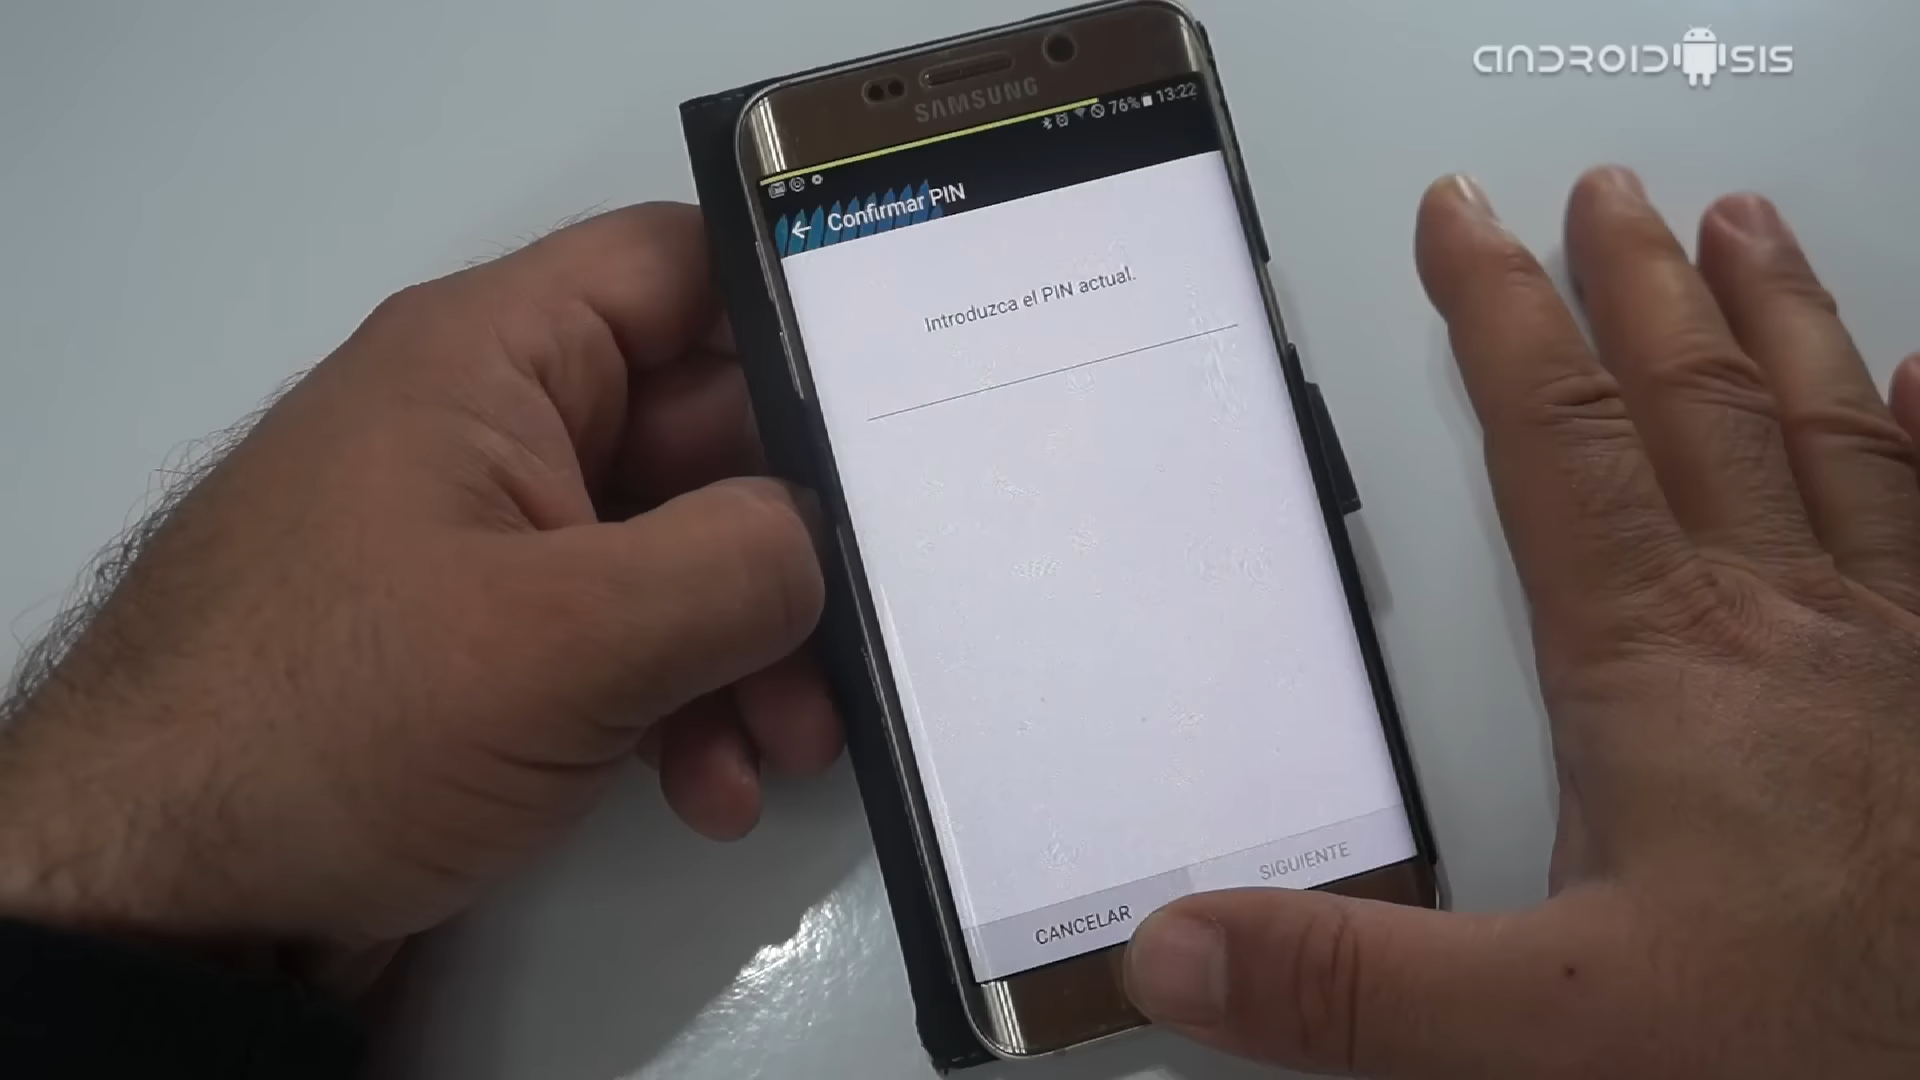 ANDROIDSIS
SAMSUNG
76% 13:22
Confirmar PIN
Introduzca el PIN actual.
CANCELAR
SIGUIENTE